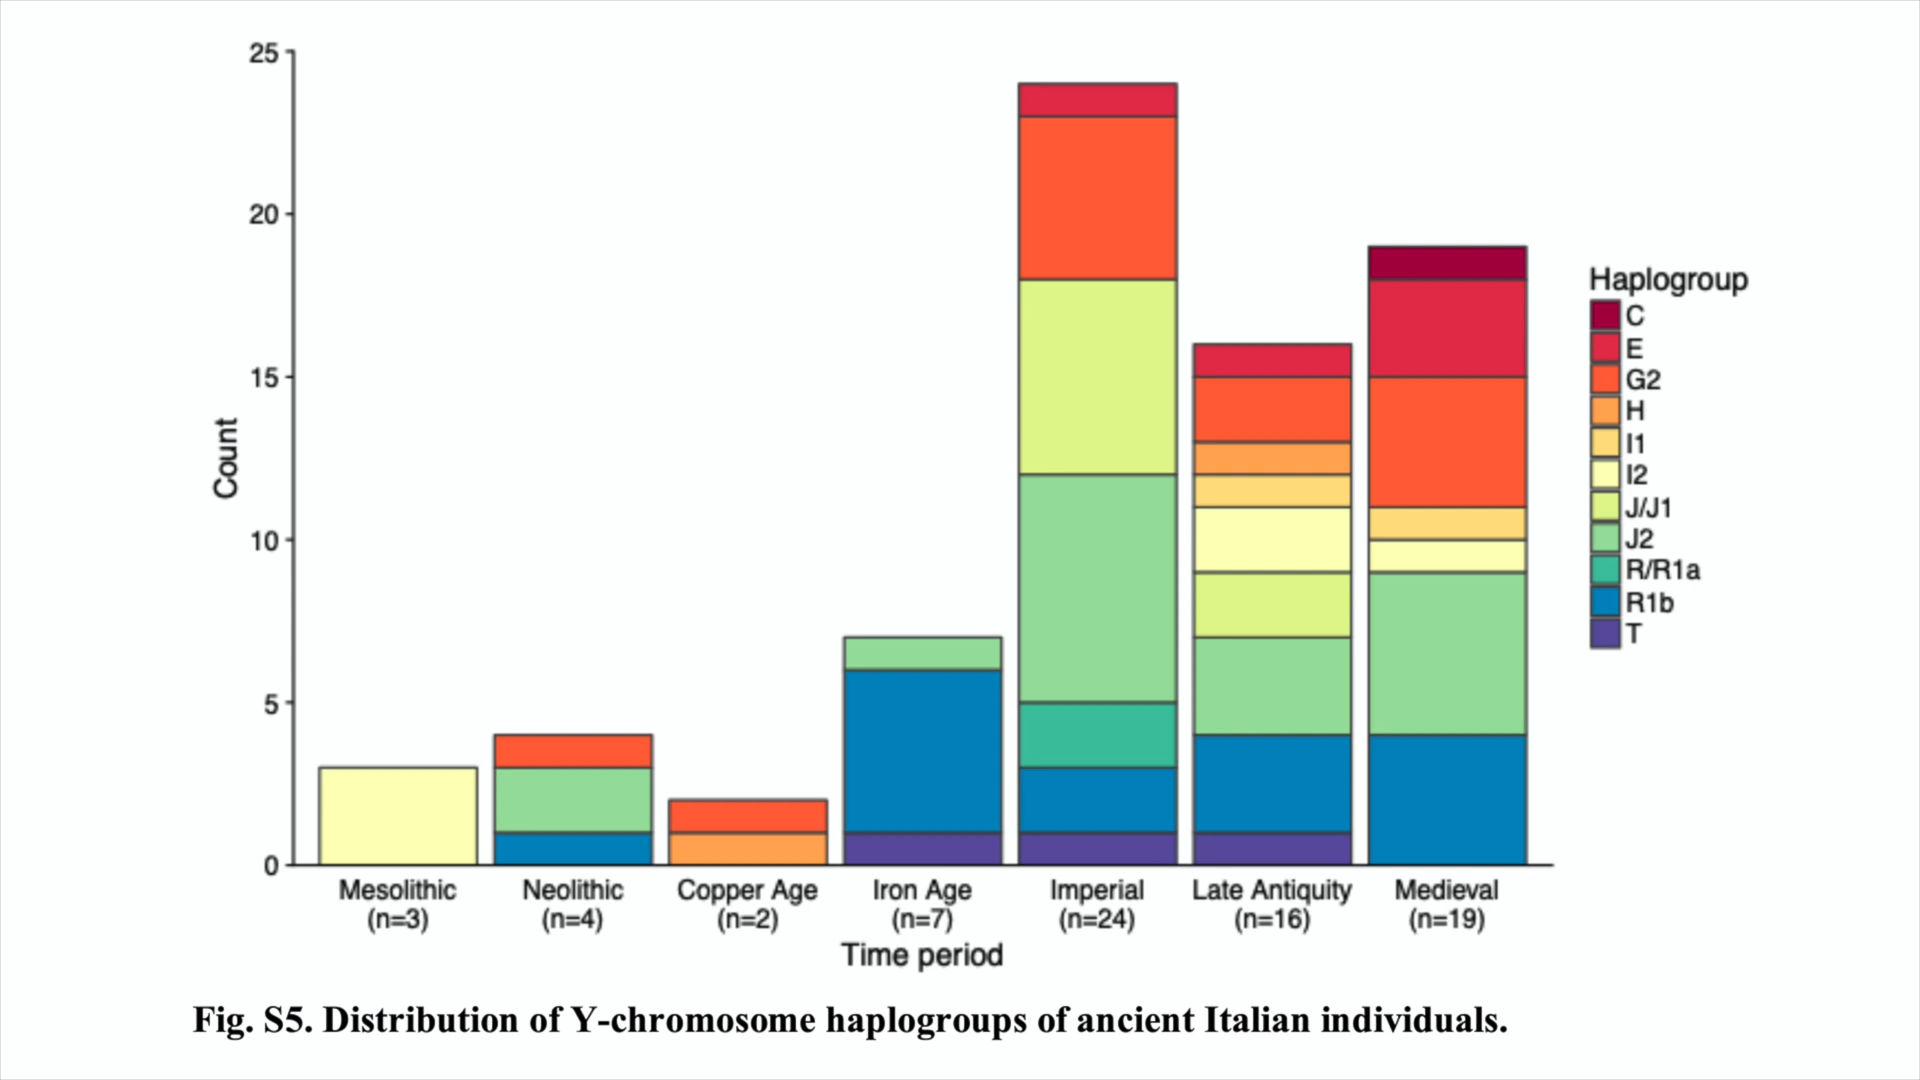 25
20
15
10
5
0
Count
Mesolithic
(n=3)
Neolithic
(n=4)
Copper Age
(n=2)
Iron Age
(n=7)
Imperial
(n=24)
Late Antiquity
(n=16)
Medieval
(n=19)
Time period
Haplogroup
C
E
G2
H
I1
I2
J/J1
J2
R/R1a
R1b
T
Fig. S5. Distribution of Y-chromosome haplogroups of ancient Italian individuals.